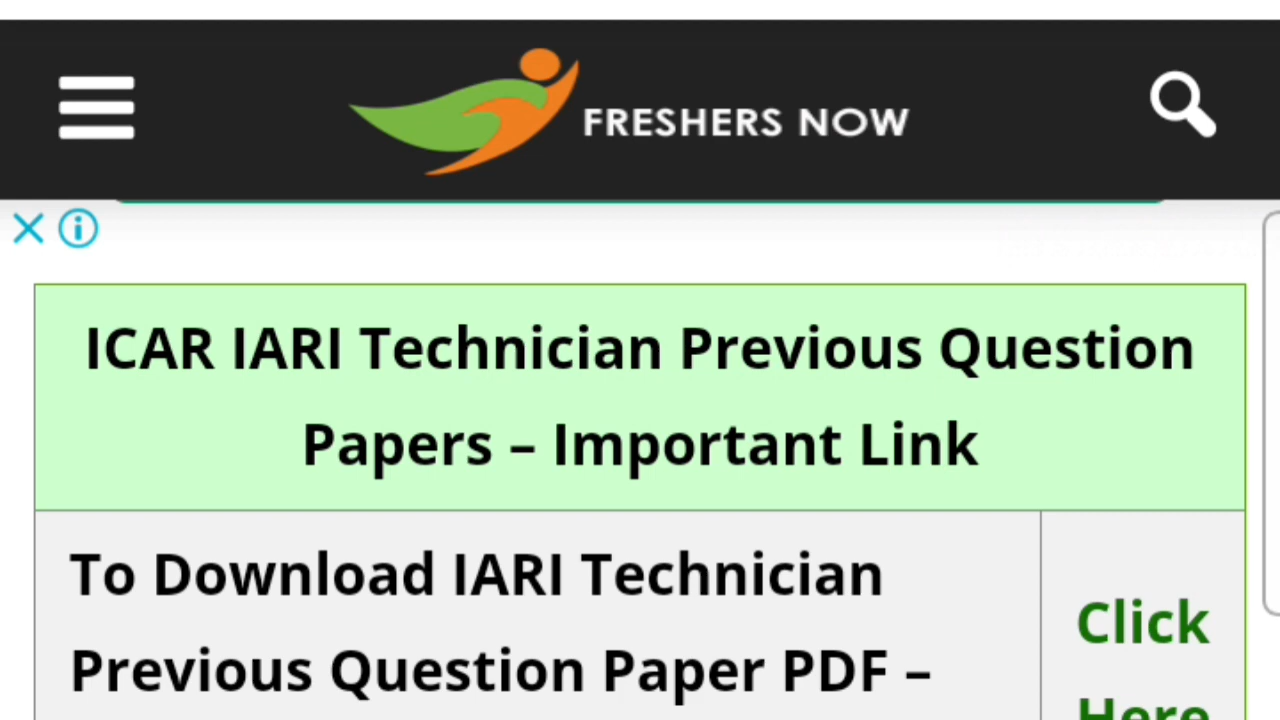 FRESHERS NOW
ICAR IARI Technician Previous Question
Papers – Important Link
To Download IARI Technician
Previous Question Paper PDF –
Click
Here